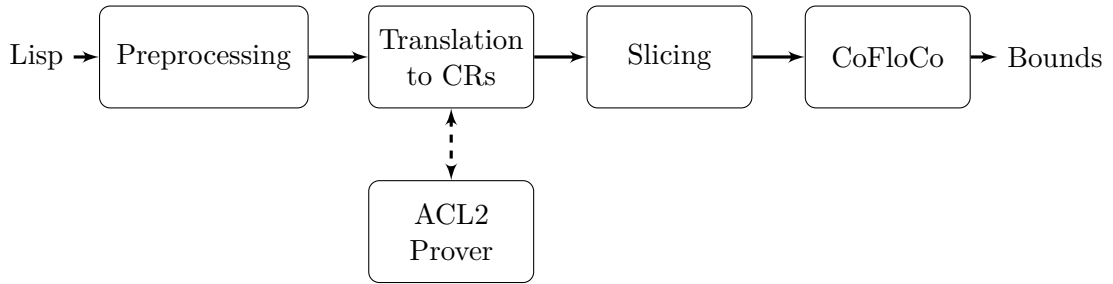 Lisp
Preprocessing
Translation
to CRs
Slicing
CoFloCo
Bounds
ACL2
Prover